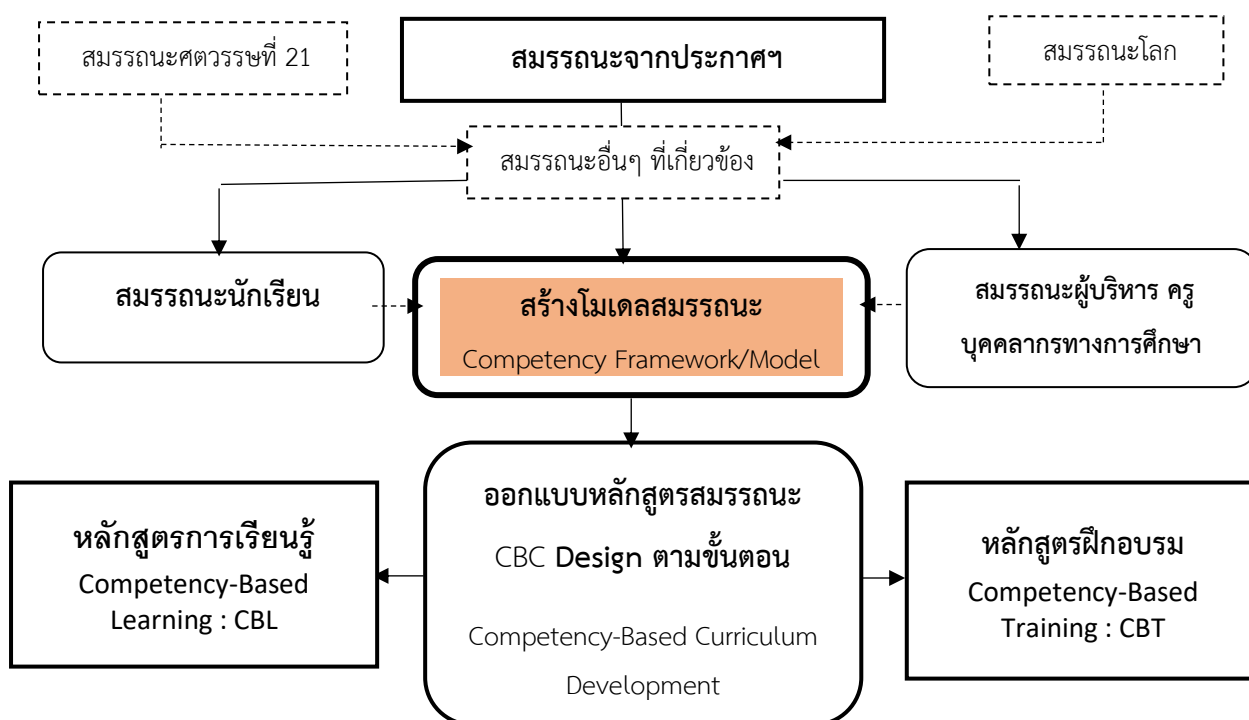 สมรรถนะศตวรรษที่ 21
สมรรถนะจากประกาศฯ
สมรรถนะโลก
สมรรถนะอื่นๆ ที่เกี่ยวข้อง
สมรรถนะนักเรียน
สร้างโมเดลสมรรถนะ
Competency Framework/Model
สมรรถนะผู้บริหาร ครู
บุคคลากรทางการศึกษา
หลักสูตรการเรียนรู้
Competency-Based
Learning : CBL
ออกแบบหลักสูตรสมรรถนะ
CBC Design ตามขั้นตอน
Competency-Based Curriculum
Development
หลักสูตรฝึกอบรม
Competency-Based
Training : CBT